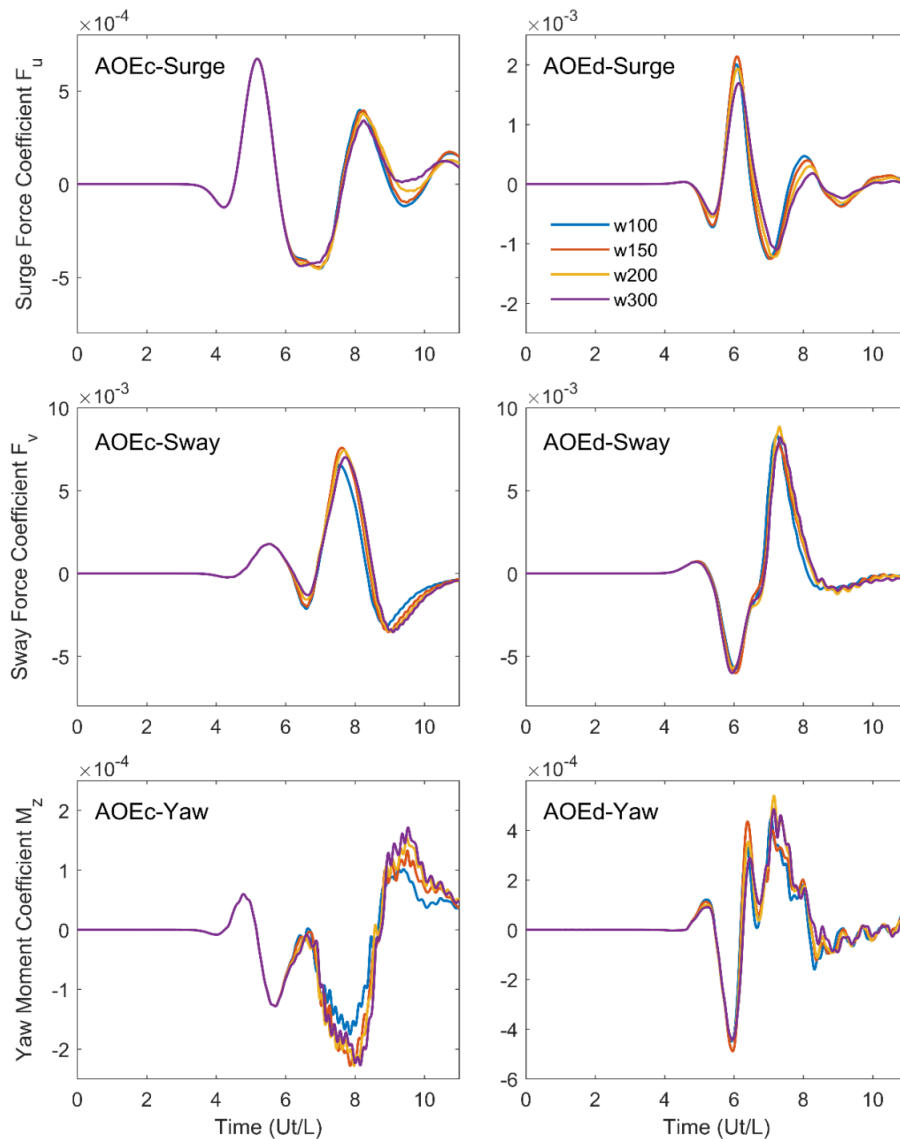 ×10⁻⁴
AOEc-Surge
Surge Force Coefficient F_u
5
0
-5
0 2 4 6 8 10
×10⁻³
AOEd-Surge
2
1
0
-1
-2
w100
w150
w200
w300
0 2 4 6 8 10
×10⁻³
AOEc-Sway
Sway Force Coefficient F_v
10
5
0
-5
0 2 4 6 8 10
×10⁻³
AOEd-Sway
10
5
0
-5
0 2 4 6 8 10
×10⁻⁴
AOEc-Yaw
Yaw Moment Coefficient M_z
2
1
0
-1
-2
0 2 4 6 8 10
Time (Ut/L)
×10⁻⁴
AOEd-Yaw
4
2
0
-2
-4
-6
0 2 4 6 8 10
Time (Ut/L)